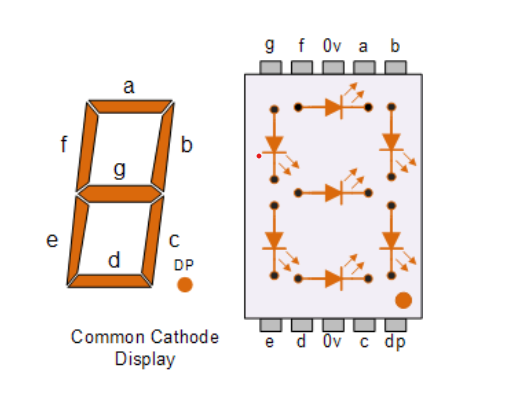 a
f
b
g
e
c
d
DP
Common Cathode
Display
g f 0v a b
e d 0v c dp